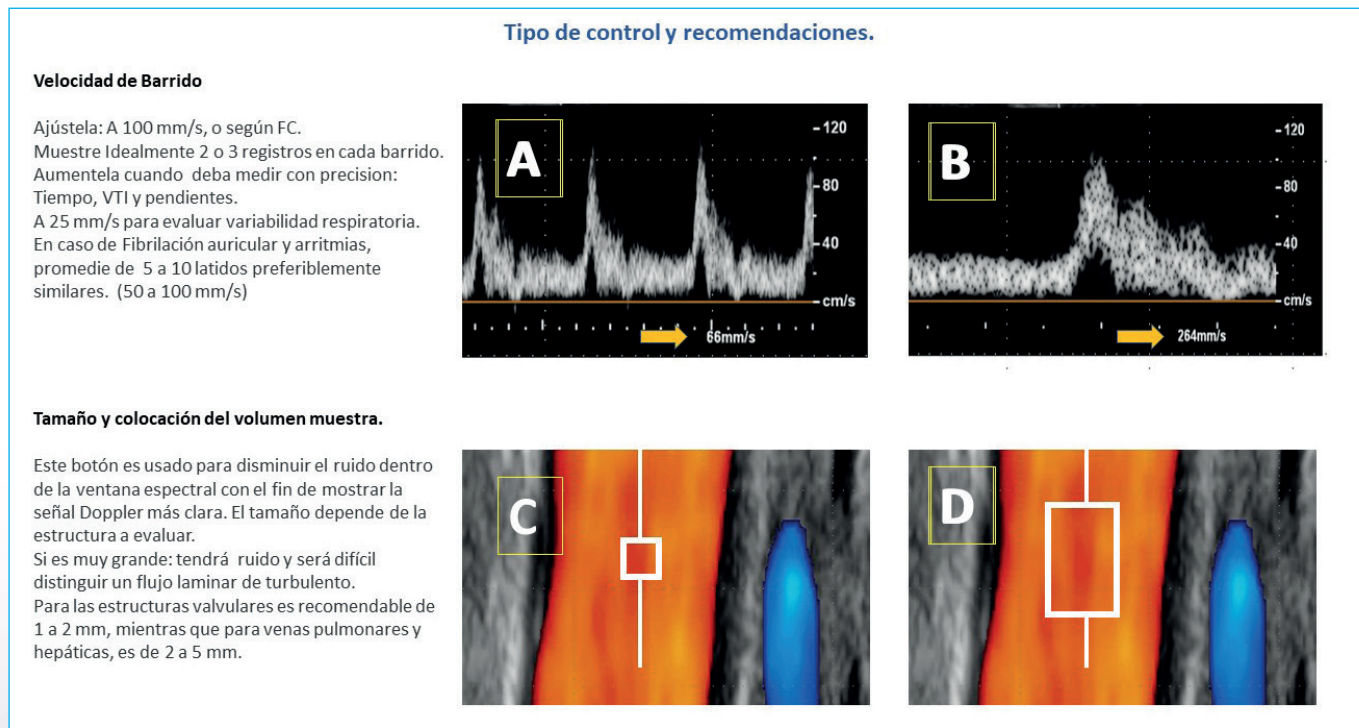 Tipo de control y recomendaciones.
Velocidad de Barrido
Ajústela: A 100 mm/s, o según FC.
Muestre Idealmente 2 o 3 registros en cada barrido.
Aumentela cuando deba medir con precision:
Tiempo, VTI y pendientes.
A 25 mm/s para evaluar variabilidad respiratoria.
En caso de Fibrilación auricular y arritmias,
promedie de 5 a 10 latidos preferiblemente
similares. (50 a 100 mm/s)
A
-120
-80
-40
-cm/s
66mm/s
B
-120
-80
-40
-cm/s
264mm/s
Tamaño y colocación del volumen muestra.
Este botón es usado para disminuir el ruido dentro
de la ventana espectral con el fin de mostrar la
señal Doppler más clara. El tamaño depende de la
estructura a evaluar.
Si es muy grande: tendrá ruido y será difícil
distinguir un flujo laminar de turbulento.
Para las estructuras valvulares es recomendable de
1 a 2 mm, mientras que para venas pulmonares y
hepáticas, es de 2 a 5 mm.
C
D